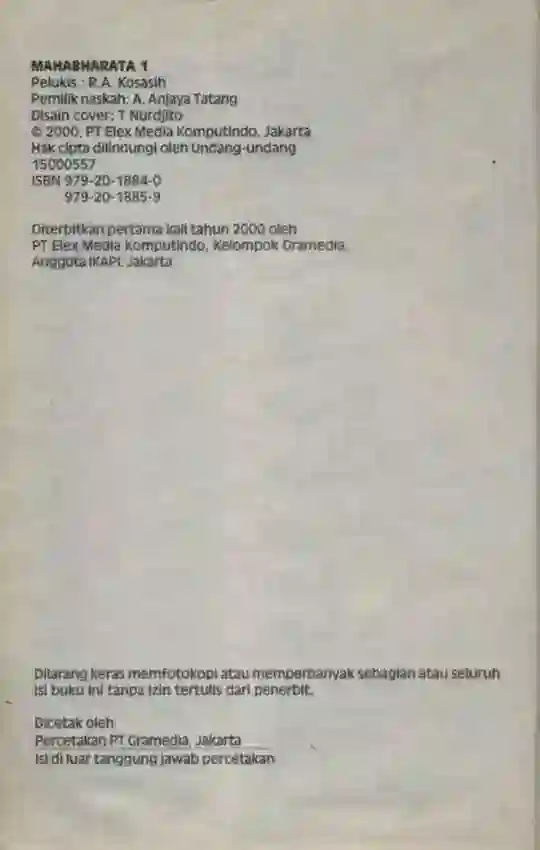 MAHABHARATA 1
Pelukis : R.A. Kosasih
Pemilik naskah: A. Anjaya Tatang
Disain cover: T Nurdjito
© 2000, PT Elex Media Komputindo, Jakarta
Hak cipta dilindungi oleh undang-undang
15000557
ISBN 979-20-1884-0
979-20-1885-9
Diterbitkan pertama kali tahun 2000 oleh
PT Elex Media Komputindo, Kelompok Gramedia,
Anggota IKAPI, Jakarta
Dilarang keras memfotokopi atau memperbanyak sebagian atau seluruh
isi buku ini tanpa izin tertulis dari penerbit.
Dicetak oleh
Percetakan PT Gramedia, Jakarta
Isi di luar tanggung jawab percetakan